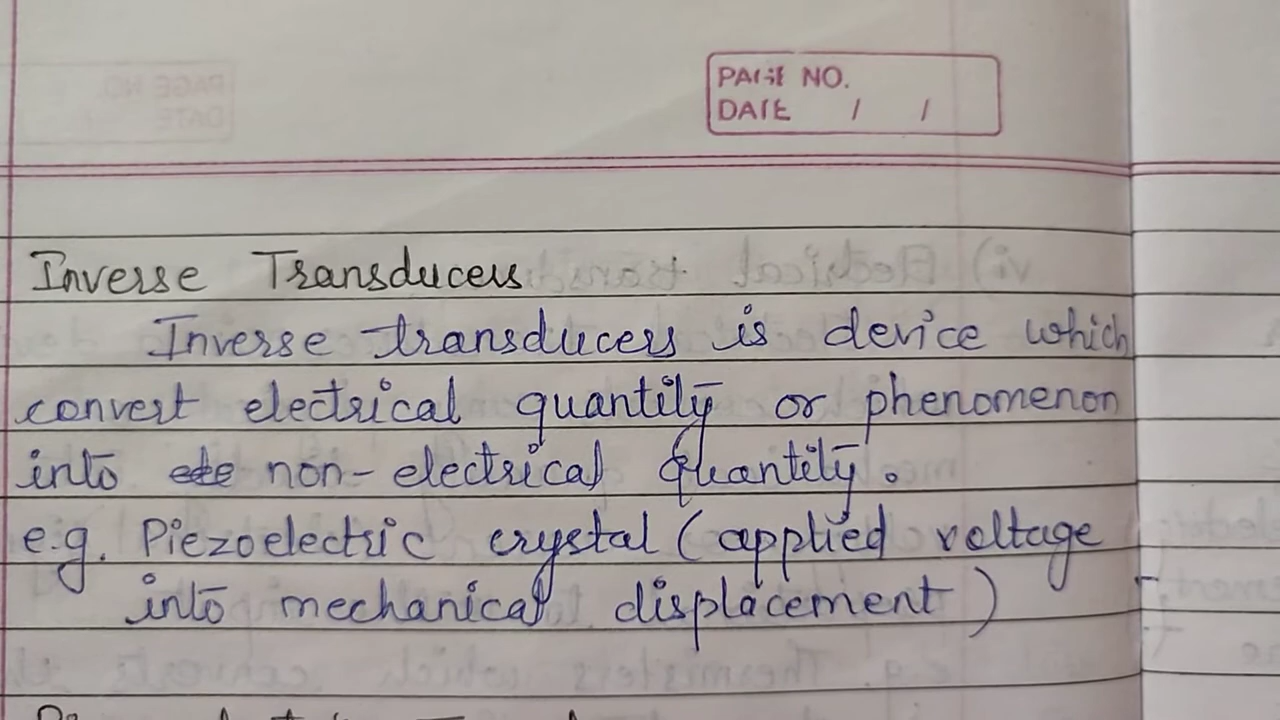 PAGE NO.
DATE / /
Inverse Transducers
Inverse transducers is device which
convert electrical quantity or phenomenon
into non-electrical quantity.
e.g. Piezoelectric crystal (applied voltage
into mechanical displacement)